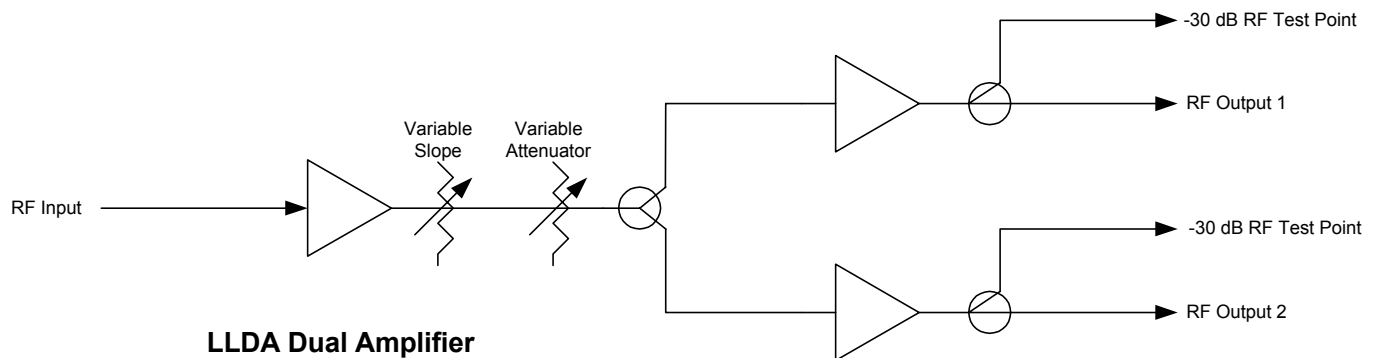 -30 dB RF Test Point
RF Output 1
Variable
Slope
Variable
Attenuator
RF Input
-30 dB RF Test Point
RF Output 2
LLDA Dual Amplifier